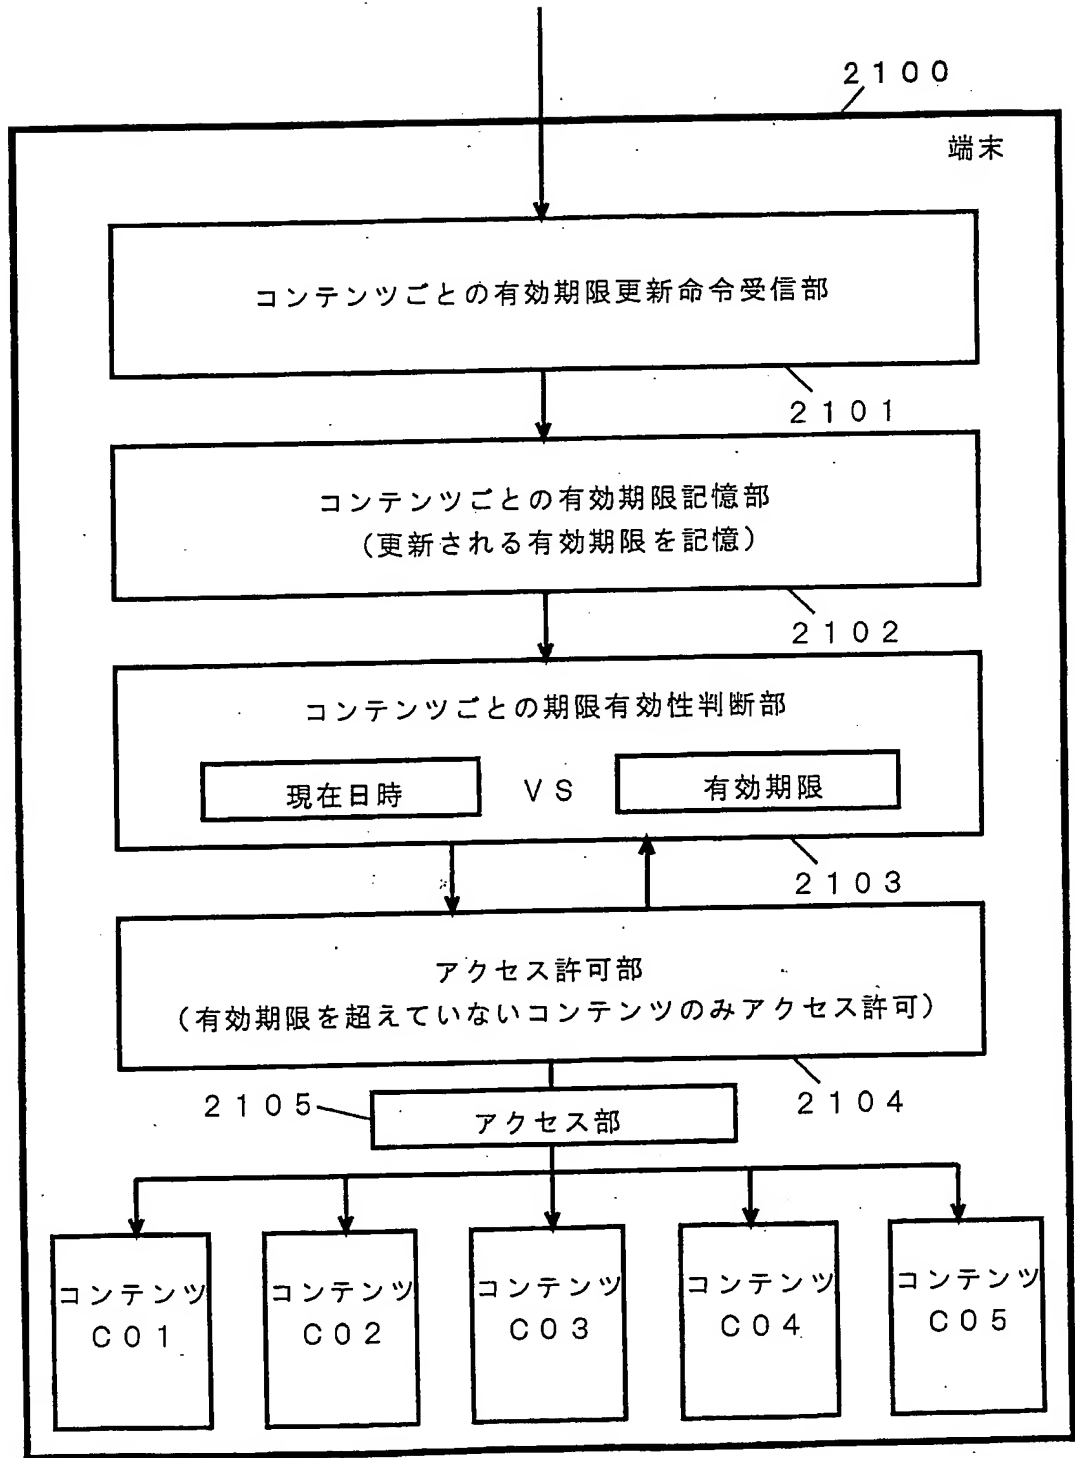 2100
端末
コンテンツごとの有効期限更新命令受信部
2101
コンテンツごとの有効期限記憶部
（更新される有効期限を記憶）
2102
コンテンツごとの期限有効性判断部
現在日時 VS 有効期限
2103
アクセス許可部
（有効期限を超えていないコンテンツのみアクセス許可）
2104
2105
アクセス部
コンテンツ
C01
コンテンツ
C02
コンテンツ
C03
コンテンツ
C04
コンテンツ
C05